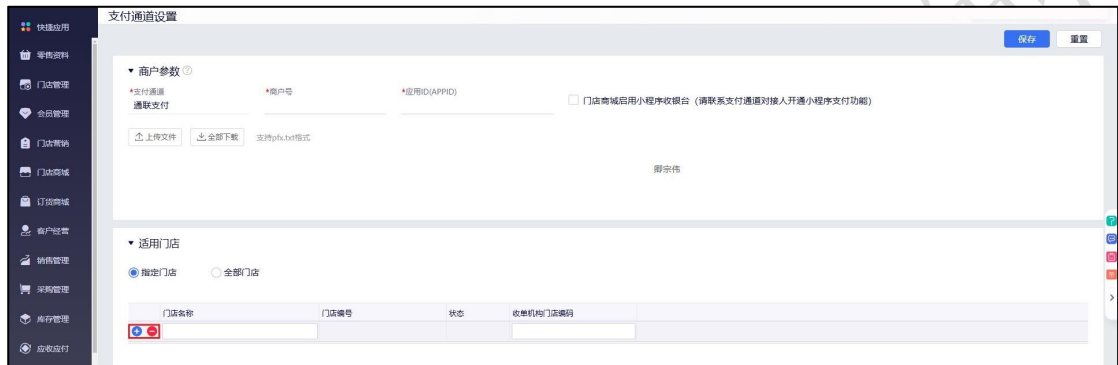 支付通道设置
快捷应用
零售资料
门店管理
会员管理
门店营销
门店商城
订货商城
客户经营
销售管理
采购管理
库存管理
应收应付
保存 重置
商户参数
*支付通道 *商户号 *应用ID(APPID)
通联支付
门店商城启用小程序收银台（请联系支付通道对接人开通小程序支付功能）
上传文件 全部下载 支持pfx.txt格式
卿宗伟
适用门店
指定门店 全部门店
门店名称 门店编号 状态 收单机构门店编码